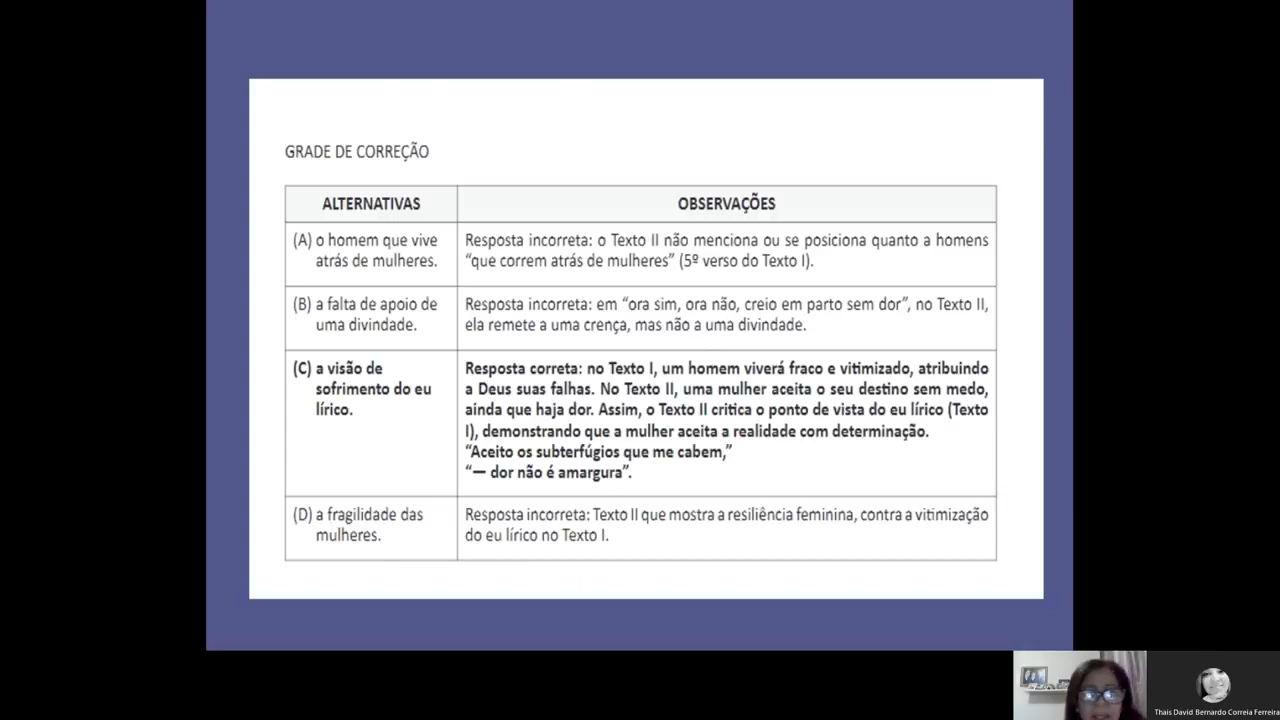 GRADE DE CORREÇÃO
ALTERNATIVAS
OBSERVAÇÕES
(A) o homem que vive
atrás de mulheres.
Resposta incorreta: o Texto II não menciona ou se posiciona quanto a homens
“que correm atrás de mulheres” (5º verso do Texto I).
(B) a falta de apoio de
uma divindade.
Resposta incorreta: em “ora sim, ora não, creio em parto sem dor”, no Texto II,
ela remete a uma crença, mas não a uma divindade.
(C) a visão de
sofrimento do eu
lírico.
Resposta correta: no Texto I, um homem viverá fraco e vitimizado, atribuindo
a Deus suas falhas. No Texto II, uma mulher aceita o seu destino sem medo,
ainda que haja dor. Assim, o Texto II critica o ponto de vista do eu lírico (Texto
I), demonstrando que a mulher aceita a realidade com determinação.
“Aceito os subterfúgios que me cabem,”
“— dor não é amargura”.
(D) a fragilidade das
mulheres.
Resposta incorreta: Texto II que mostra a resiliência feminina, contra a vitimização
do eu lírico no Texto I.
Thais David Bernardo Correia Ferreira